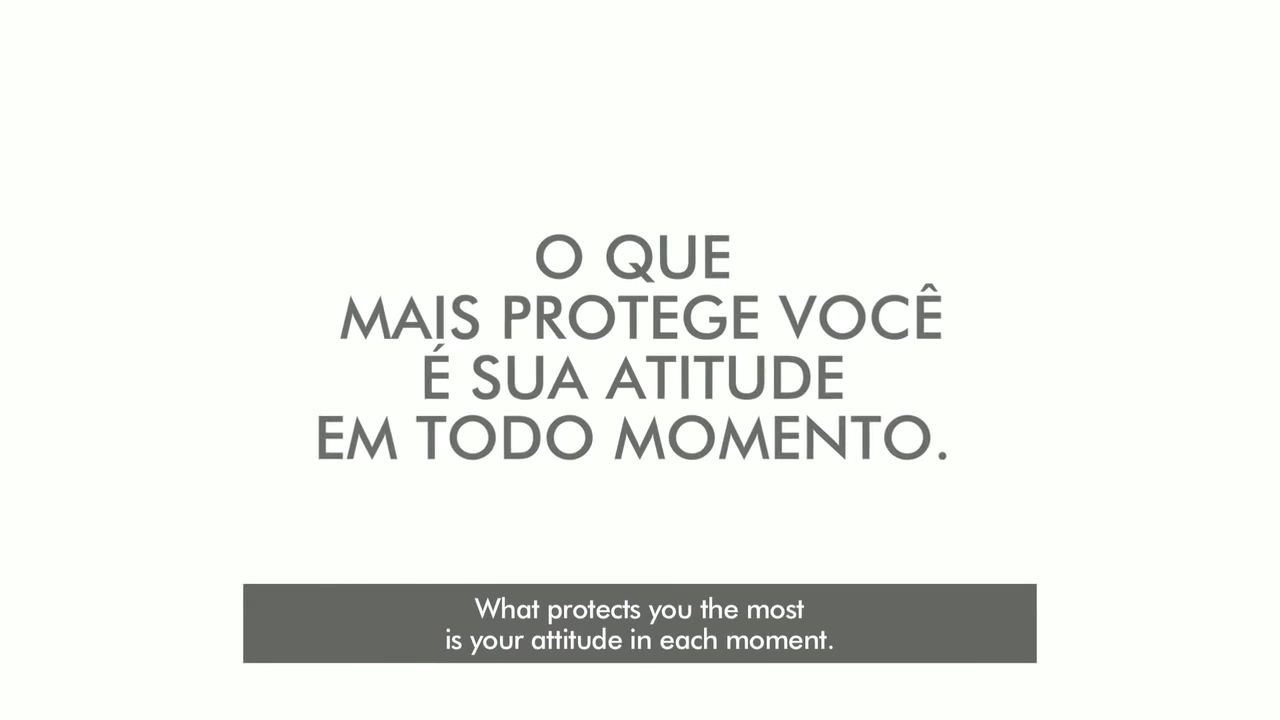 O QUE
MAIS PROTEGE VOCÊ
É SUA ATITUDE
EM TODO MOMENTO.
What protects you the most
is your attitude in each moment.